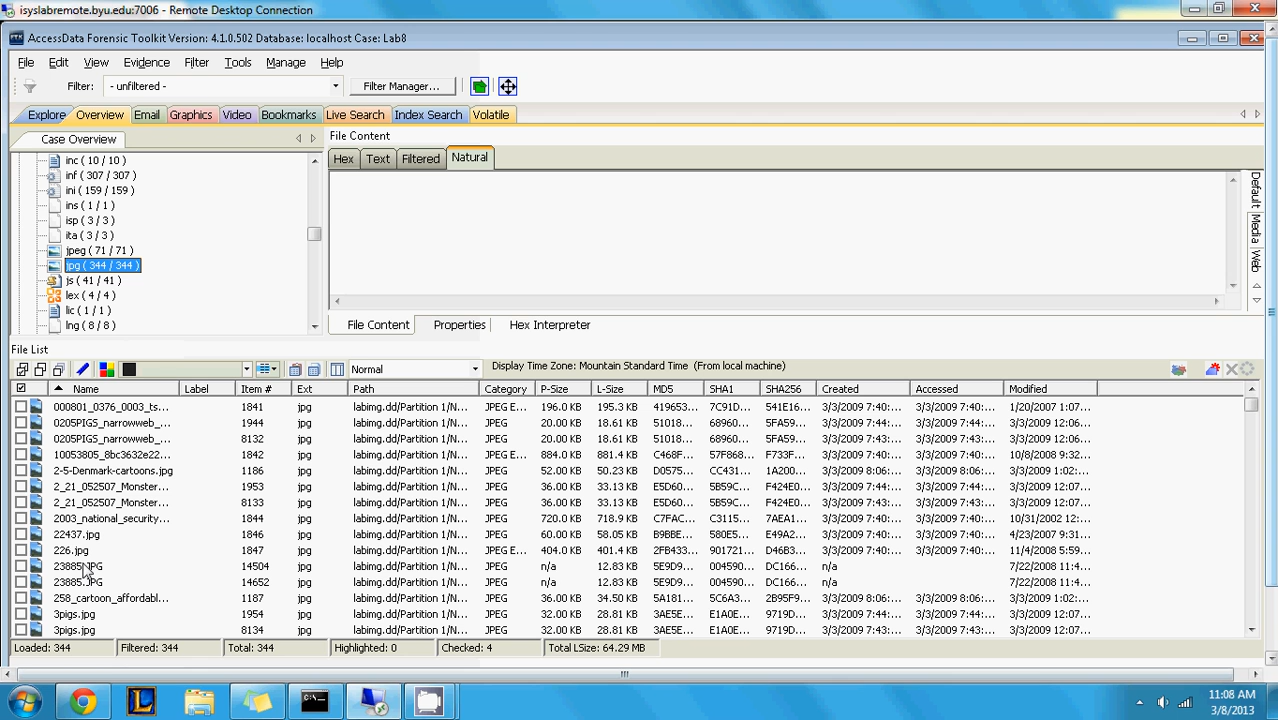 isyslabremote.byu.edu:7006 - Remote Desktop Connection
AccessData Forensic Toolkit Version: 4.1.0.502 Database: localhost Case: Lab8
File Edit View Evidence Filter Tools Manage Help
Filter: - unfiltered - Filter Manager...
Explore Overview Email Graphics Video Bookmarks Live Search Index Search Volatile
Case Overview
inc ( 10 / 10 )
inf ( 307 / 307 )
ini ( 159 / 159 )
ins ( 1 / 1 )
isp ( 3 / 3 )
ita ( 3 / 3 )
jpeg ( 71 / 71 )
jpg ( 344 / 344 )
js ( 41 / 41 )
lex ( 4 / 4 )
lic ( 1 / 1 )
lng ( 8 / 8 )
File Content
Hex Text Filtered Natural
Default
Media
Web
File Content Properties Hex Interpreter
File List
Normal Display Time Zone: Mountain Standard Time (From local machine)
Name Label Item # Ext Path Category P-Size L-Size MD5 SHA1 SHA256 Created Accessed Modified
000801_0376_0003_ts... 1841 jpg labimg.dd/Partition 1/N... JPEG E... 196.0 KB 195.3 KB 419653... 7C91D... 541E16... 3/3/2009 7:40:... 3/3/2009 7:40:... 1/20/2007 1:07...
0205PIGS_narrowweb_... 1944 jpg labimg.dd/Partition 1/N... JPEG 20.00 KB 18.61 KB 51018... 68960... 5FA59... 3/3/2009 7:43:... 3/3/2009 7:43:... 3/3/2009 12:06...
0205PIGS_narrowweb_... 8132 jpg labimg.dd/Partition 1/N... JPEG 20.00 KB 18.61 KB 51018... 68960... 5FA59... 3/3/2009 7:43:... 3/3/2009 7:43:... 3/3/2009 12:06...
10053805_8bc3632e22... 1842 jpg labimg.dd/Partition 1/N... JPEG E... 884.0 KB 881.4 KB C468F... 57F868... F733F... 3/3/2009 7:40:... 3/3/2009 7:40:... 10/8/2008 9:32...
2-5-Denmark-cartoons.jpg 1186 jpg labimg.dd/Partition 1/N... JPEG 52.00 KB 50.23 KB D0575... CC431... 20A55... 3/3/2009 8:06:... 3/3/2009 8:06:... 3/3/2009 1:02:...
2_21_052507_Monster... 1953 jpg labimg.dd/Partition 1/N... JPEG 36.00 KB 33.13 KB E5D60... 5B59C... F424E0... 3/3/2009 7:43:... 3/3/2009 7:43:... 3/3/2009 12:07...
2_21_052507_Monster... 8133 jpg labimg.dd/Partition 1/N... JPEG 36.00 KB 33.13 KB E5D60... 5B59C... F424E0... 3/3/2009 7:43:... 3/3/2009 7:43:... 3/3/2009 12:07...
2003_national_security... 1844 jpg labimg.dd/Partition 1/N... JPEG 720.0 KB 718.9 KB C7FAC... C3115... 7AEA1... 3/3/2009 7:40:... 3/3/2009 7:40:... 10/31/2002 12...
22437.jpg 1846 jpg labimg.dd/Partition 1/N... JPEG 60.00 KB 58.05 KB B9BBE... 580E5... E49A2... 3/3/2009 7:40:... 3/3/2009 7:40:... 4/23/2007 9:31...
226.jpg 1847 jpg labimg.dd/Partition 1/N... JPEG E... 404.0 KB 401.4 KB 2FB433... 901721... D46B3... 3/3/2009 7:40:... 3/3/2009 7:40:... 11/4/2008 5:59...
23885.JPG 14504 jpg labimg.dd/Partition 1/N... JPEG n/a 12.83 KB 5E9D9... 004590... DC166... n/a 7/22/2008 11:4...
23885.JPG 14652 jpg labimg.dd/Partition 1/N... JPEG n/a 12.83 KB 5E9D9... 004590... DC166... n/a 7/22/2008 11:4...
258_cartoon_affordabl... 1187 jpg labimg.dd/Partition 1/N... JPEG 36.00 KB 34.50 KB 5A181... 5C6A3... 2B95F9... 3/3/2009 8:06:... 3/3/2009 8:06:... 3/3/2009 1:02:...
3pigs.jpg 1954 jpg labimg.dd/Partition 1/N... JPEG 32.00 KB 28.81 KB 3AE5E... E1A0E... 9719D... 3/3/2009 7:43:... 3/3/2009 7:43:... 3/3/2009 12:07...
3pigs.jpg 8134 jpg labimg.dd/Partition 1/N... JPEG 32.00 KB 28.81 KB 3AE5E... E1A0E... 9719D... 3/3/2009 7:43:... 3/3/2009 7:43:... 3/3/2009 12:07...
Loaded: 344 Filtered: 344 Total: 344 Highlighted: 0 Checked: 4 Total LSize: 64.29 MB
11:08 AM
3/8/2013